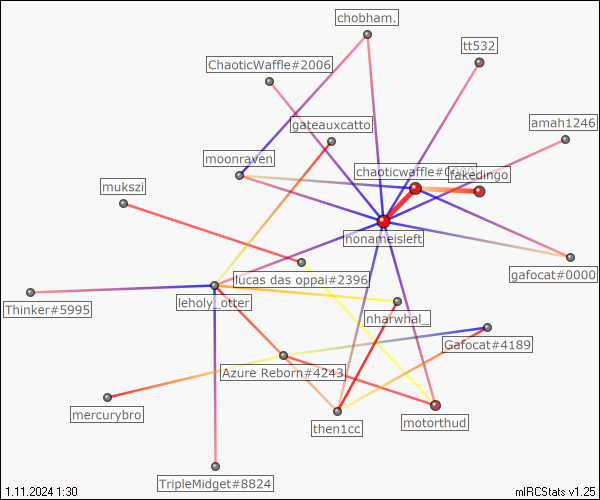 chobham.
tt532
ChaoticWaffle#2006
amah1246
gateauxcatto
moonraven
chaoticwaffle#0
fakedingo
mukszi
nonameisleft
gafocat#0000
lucas das oppai#2396
leholy_otter
Thinker#5995
nharwhal_
Gafocat#4189
Azure Reborn#4243
mercurybro
then1cc
motorthud
TripleMidget#8824
1.11.2024 1:30
mIRCStats v1.25